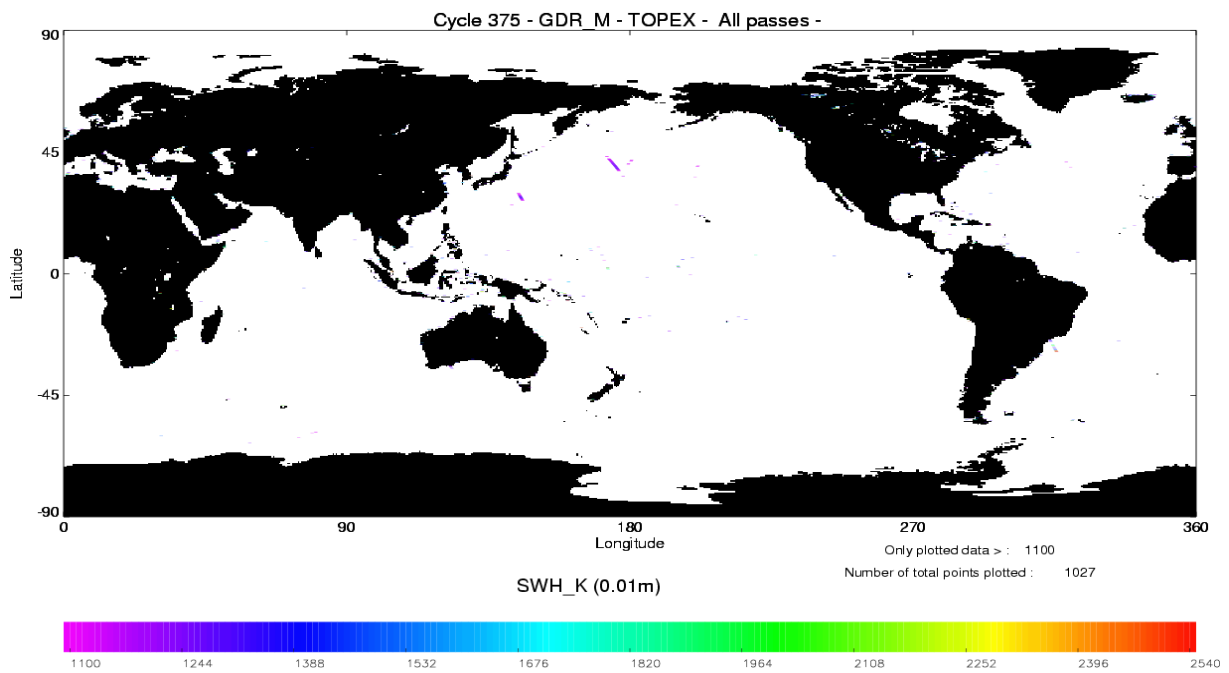 Cycle 375 - GDR_M - TOPEX - All passes -
90
45
0
-45
-90
Latitude
0 90 180 270 360
Longitude
Only plotted data > : 1100
Number of total points plotted : 1027
SWH_K (0.01m)
1100 1244 1388 1532 1676 1820 1964 2108 2252 2396 2540